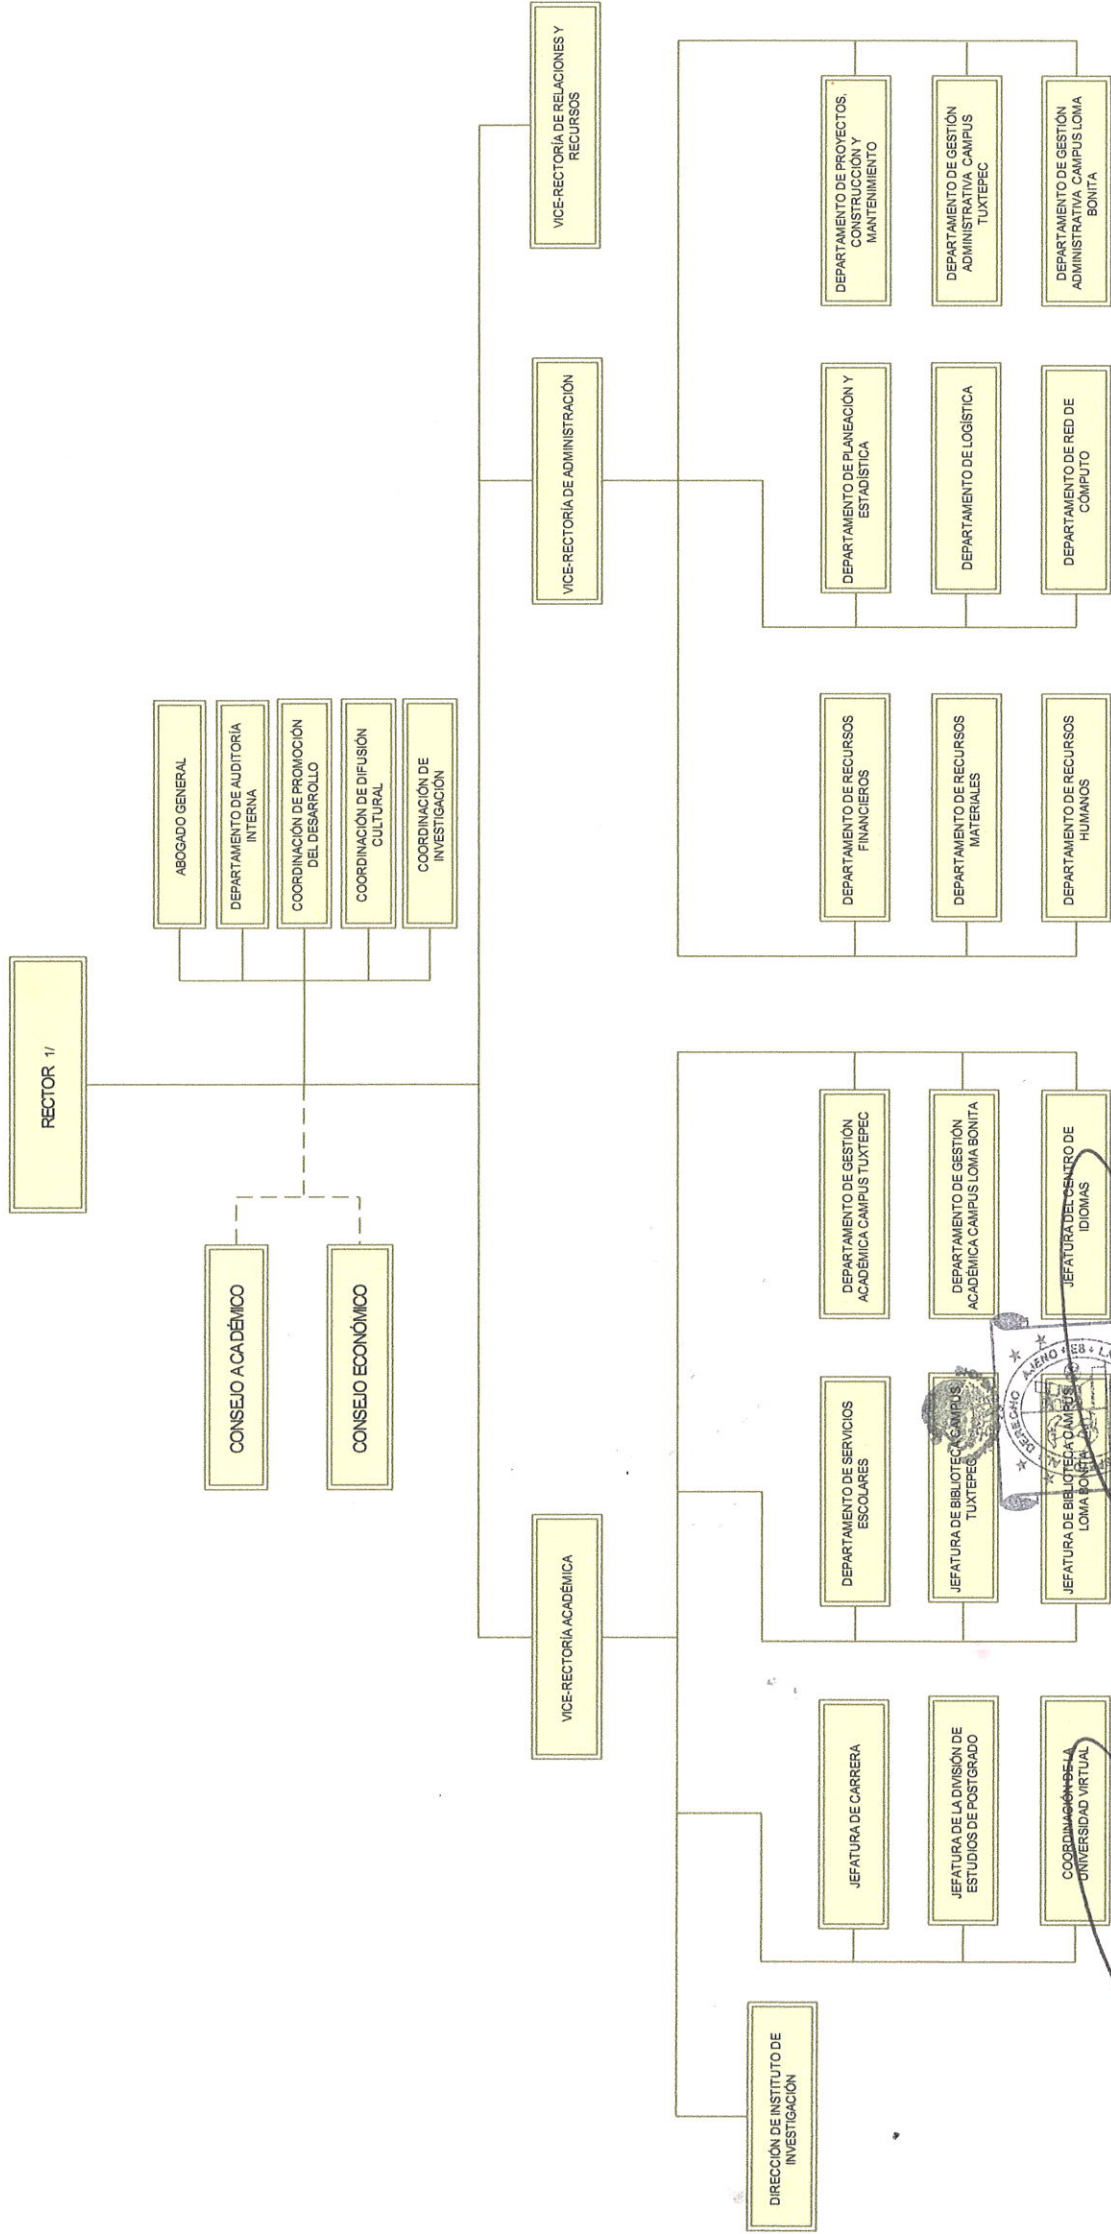 RECTOR 1/
ABOGADO GENERAL
DEPARTAMENTO DE AUDITORÍA
INTERNA
COORDINACIÓN DE PROMOCIÓN
DEL DESARROLLO
COORDINACIÓN DE DIFUSIÓN
CULTURAL
COORDINACIÓN DE
INVESTIGACIÓN
CONSEJO ACADÉMICO
CONSEJO ECONÓMICO
VICE-RECTORÍA ACADÉMICA
VICE-RECTORÍA DE ADMINISTRACIÓN
VICE-RECTORÍA DE RELACIONES Y
RECURSOS
DIRECCIÓN DE INSTITUTO DE
INVESTIGACIÓN
JEFATURA DE CARRERA
JEFATURA DE LA DIVISIÓN DE
ESTUDIOS DE POSTGRADO
COORDINACIÓN DE LA
UNIVERSIDAD VIRTUAL
DEPARTAMENTO DE SERVICIOS
ESCOLARES
JEFATURA DE BIBLIOTECA CAMPUS
TUXTEPEC
JEFATURA DE BIBLIOTECA CAMPUS
LOMA BONITA
DEPARTAMENTO DE GESTIÓN
ACADÉMICA CAMPUS TUXTEPEC
DEPARTAMENTO DE GESTIÓN
ACADÉMICA CAMPUS LOMA BONITA
JEFATURA DEL CENTRO DE
IDIOMAS
DEPARTAMENTO DE RECURSOS
FINANCIEROS
DEPARTAMENTO DE RECURSOS
MATERIALES
DEPARTAMENTO DE RECURSOS
HUMANOS
DEPARTAMENTO DE PLANEACIÓN Y
ESTADÍSTICA
DEPARTAMENTO DE LOGÍSTICA
DEPARTAMENTO DE RED DE
CÓMPUTO
DEPARTAMENTO DE PROYECTOS,
CONSTRUCCIÓN Y
MANTENIMIENTO
DEPARTAMENTO DE GESTIÓN
ADMINISTRATIVA CAMPUS
TUXTEPEC
DEPARTAMENTO DE GESTIÓN
ADMINISTRATIVA CAMPUS LOMA
BONITA
DERECHO AJENO ES LA